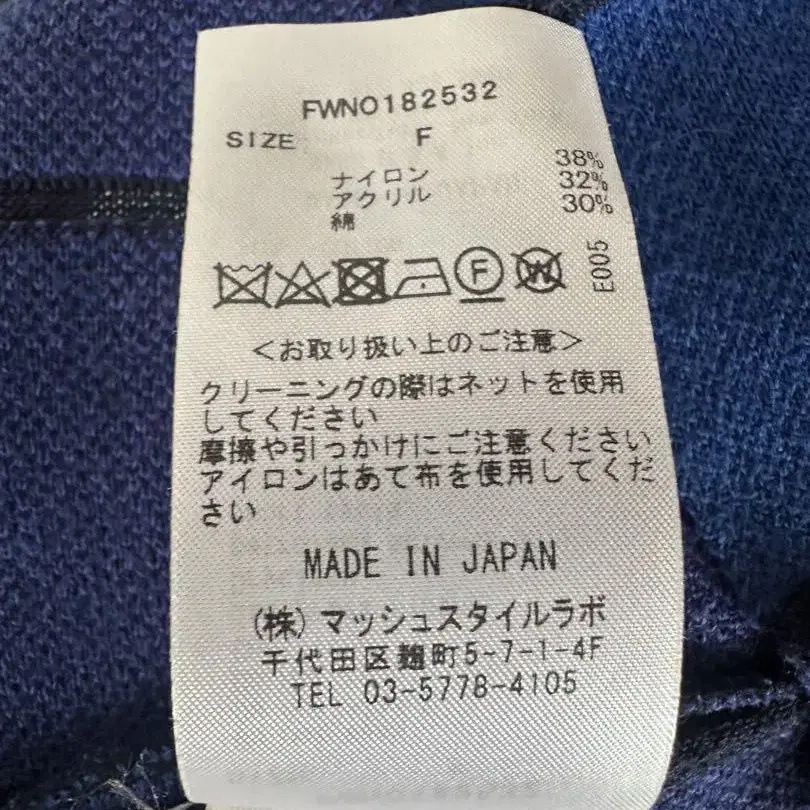 FWNO182532
SIZE F
ナイロン 38%
アクリル 32%
綿 30%
F W
E005
<お取り扱い上のご注意>
クリーニングの際はネットを使用
してください
摩擦や引っかけにご注意ください
アイロンはあて布を使用してくだ
さい
MADE IN JAPAN
(株)マッシュスタイルラボ
千代田区麹町5-7-1-4F
TEL 03-5778-4105